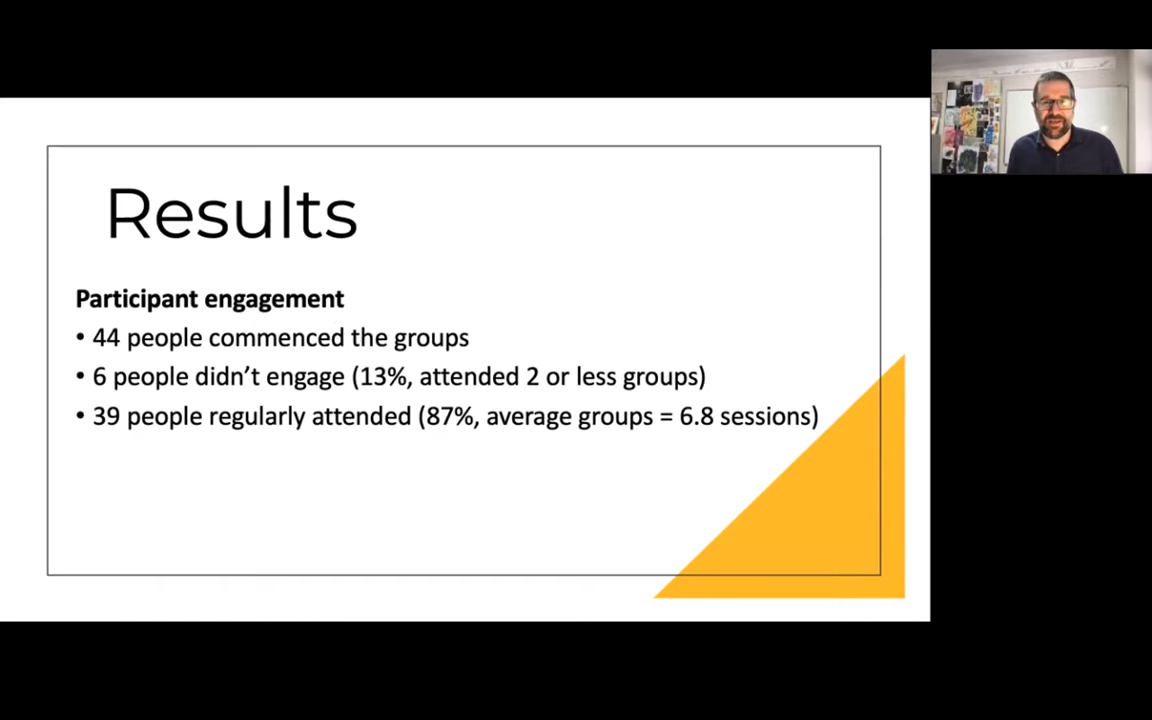 Results
Participant engagement
• 44 people commenced the groups
• 6 people didn’t engage (13%, attended 2 or less groups)
• 39 people regularly attended (87%, average groups = 6.8 sessions)